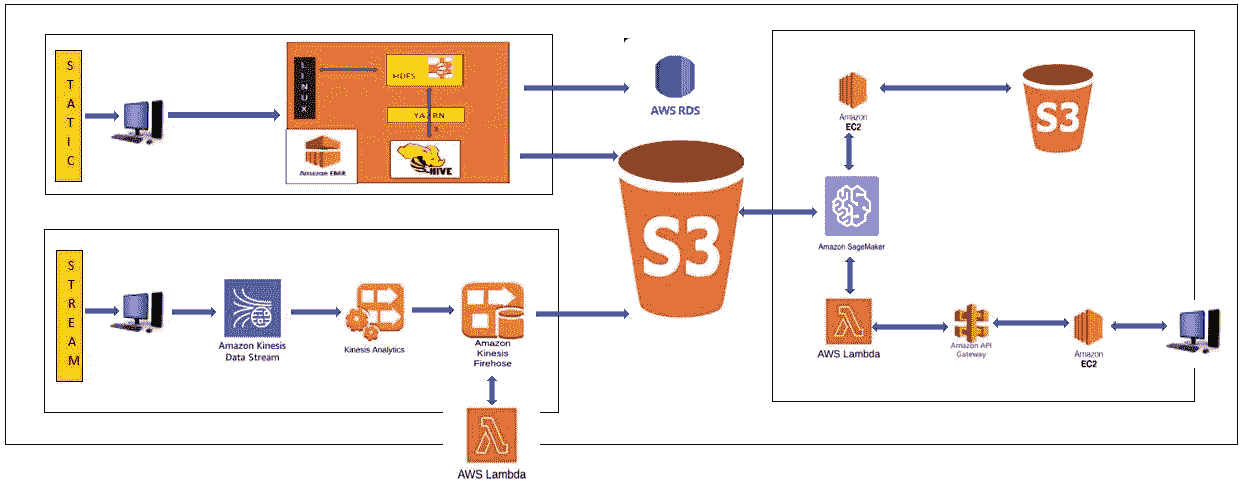 STATIC
LINUX
HDFS
YARN
HIVE
Amazon EMR
AWS RDS
S3
STREAM
Amazon Kinesis
Data Stream
Kinesis Analytics
Amazon
Kinesis
Firehose
AWS Lambda
Amazon
EC2
S3
Amazon SageMaker
AWS Lambda
Amazon API
Gateway
Amazon
EC2